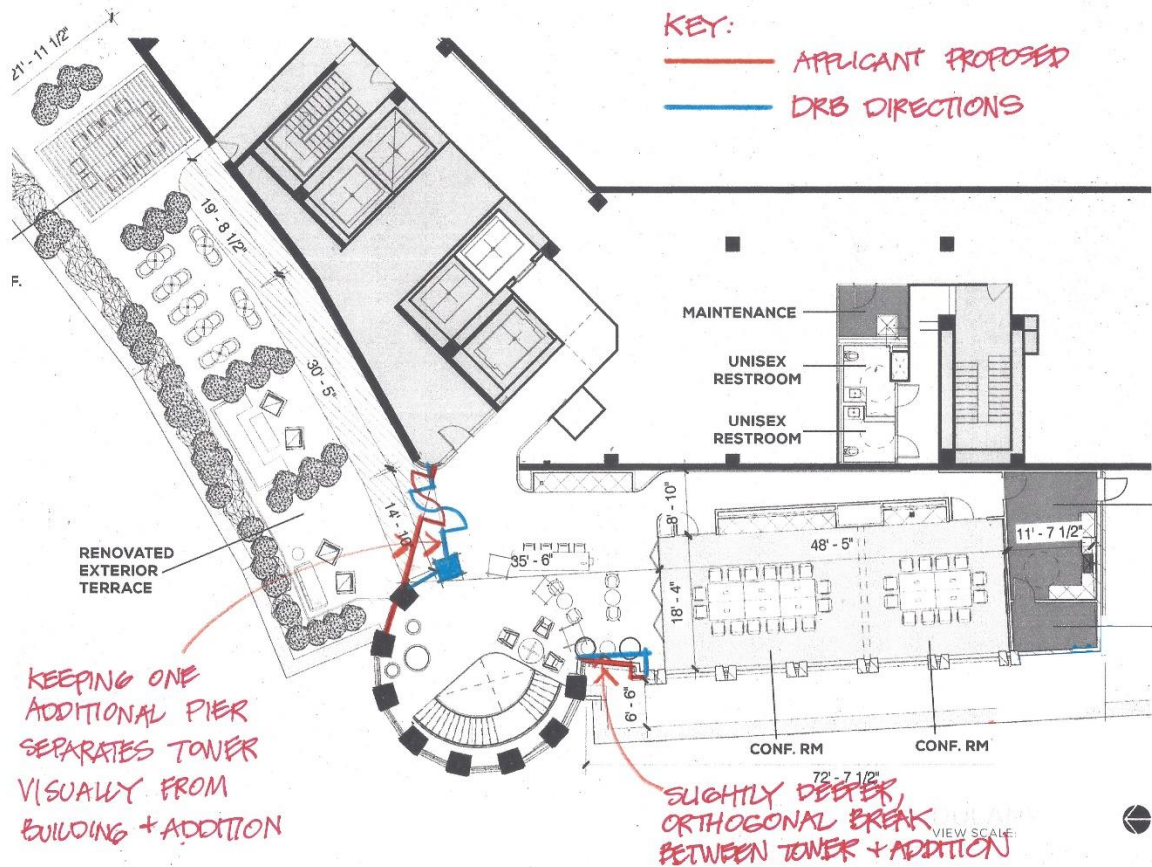 KEY:
APPLICANT PROPOSED
DRB DIRECTIONS
21' - 11 1/2"
19' - 8 1/2"
F.
30' - 5"
MAINTENANCE
UNISEX
RESTROOM
UNISEX
RESTROOM
8' - 10"
RENOVATED
EXTERIOR
TERRACE
35' - 6"
48' - 5"
11' - 7 1/2"
18' - 4"
6' - 6"
CONF. RM
CONF. RM
72' - 7 1/2"
KEEPING ONE
ADDITIONAL PIER
SEPARATES TOWER
VISUALLY FROM
BUILDING + ADDITION
SLIGHTLY DEEPER,
ORTHOGONAL BREAK
BETWEEN TOWER + ADDITION
VIEW SCALE: